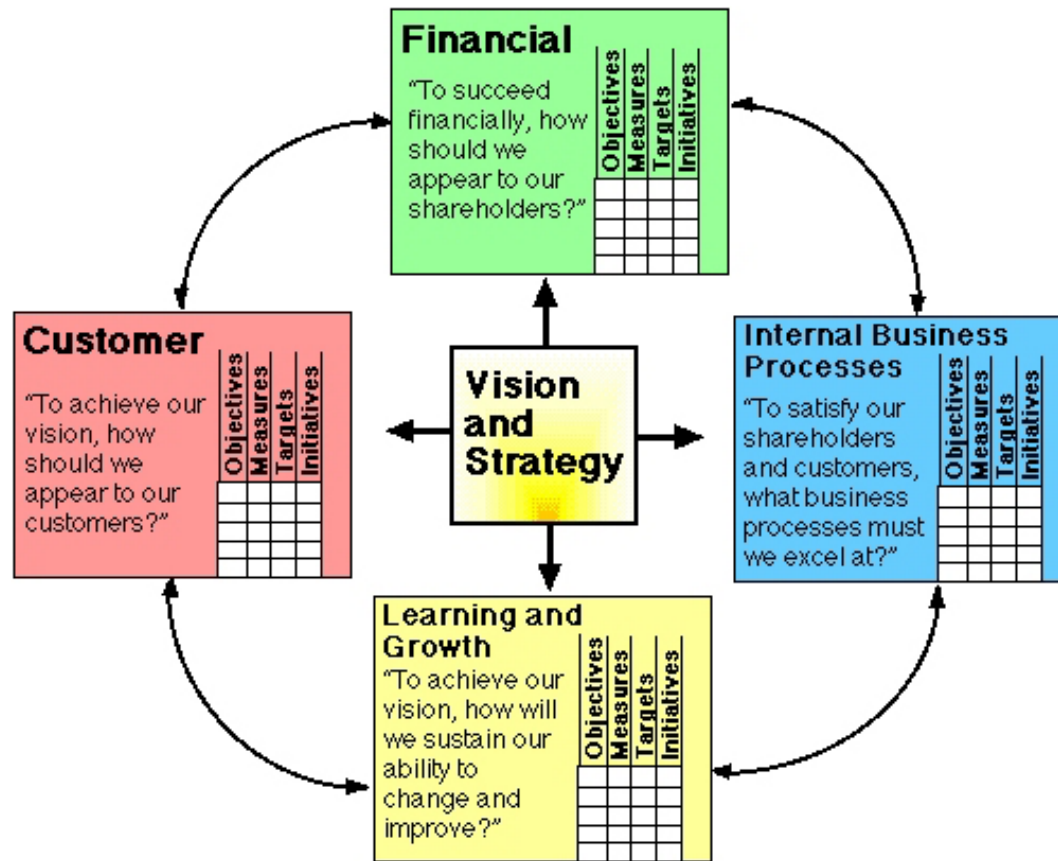 Financial
“To succeed
financially, how
should we
appear to our
shareholders?”
Objectives
Measures
Targets
Initiatives
Customer
“To achieve our
vision, how
should we
appear to our
customers?”
Objectives
Measures
Targets
Initiatives
Vision
and
Strategy
Internal Business
Processes
“To satisfy our
shareholders
and customers,
what business
processes must
we excel at?”
Objectives
Measures
Targets
Initiatives
Learning and
Growth
“To achieve our
vision, how will
we sustain our
ability to
change and
improve?”
Objectives
Measures
Targets
Initiatives